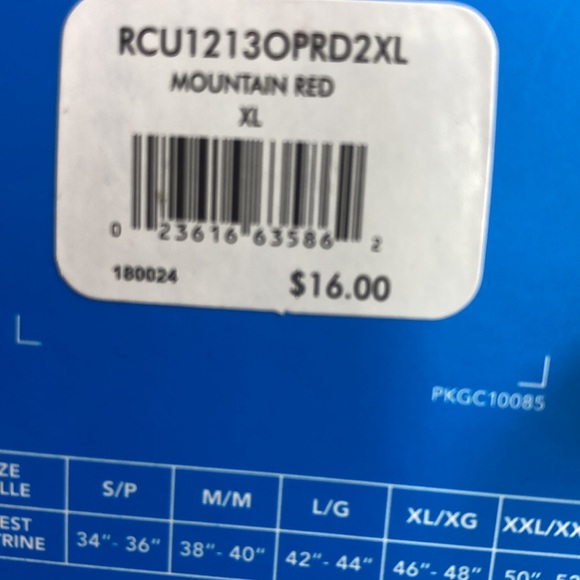 RCU1213OPRD2XL
MOUNTAIN RED
XL
0 23616 63586 2
180024 $16.00
PKGC10085
S/P M/M L/G XL/XG
34"- 36" 38"- 40" 42"- 44" 46"- 48"